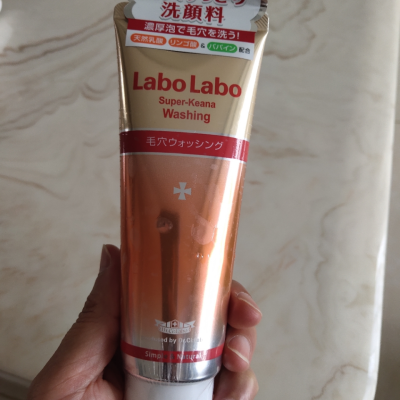 洗顔料
濃厚泡で毛穴を洗う!
天然乳酸 リンゴ酸 & パパイン 配合
Labo Labo
Super-Keana
Washing
毛穴ウォッシング